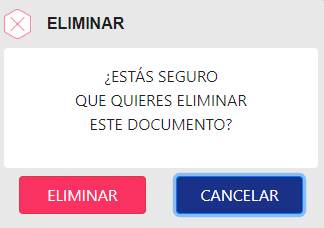 ELIMINAR
¿ESTÁS SEGURO
QUE QUIERES ELIMINAR
ESTE DOCUMENTO?
ELIMINAR CANCELAR